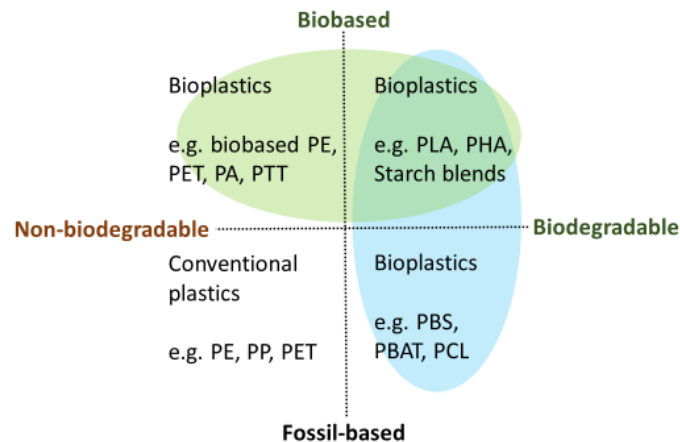 Biobased
Bioplastics
e.g. biobased PE,
PET, PA, PTT
Bioplastics
e.g. PLA, PHA,
Starch blends
Non-biodegradable
Biodegradable
Conventional
plastics
e.g. PE, PP, PET
Bioplastics
e.g. PBS,
PBAT, PCL
Fossil-based